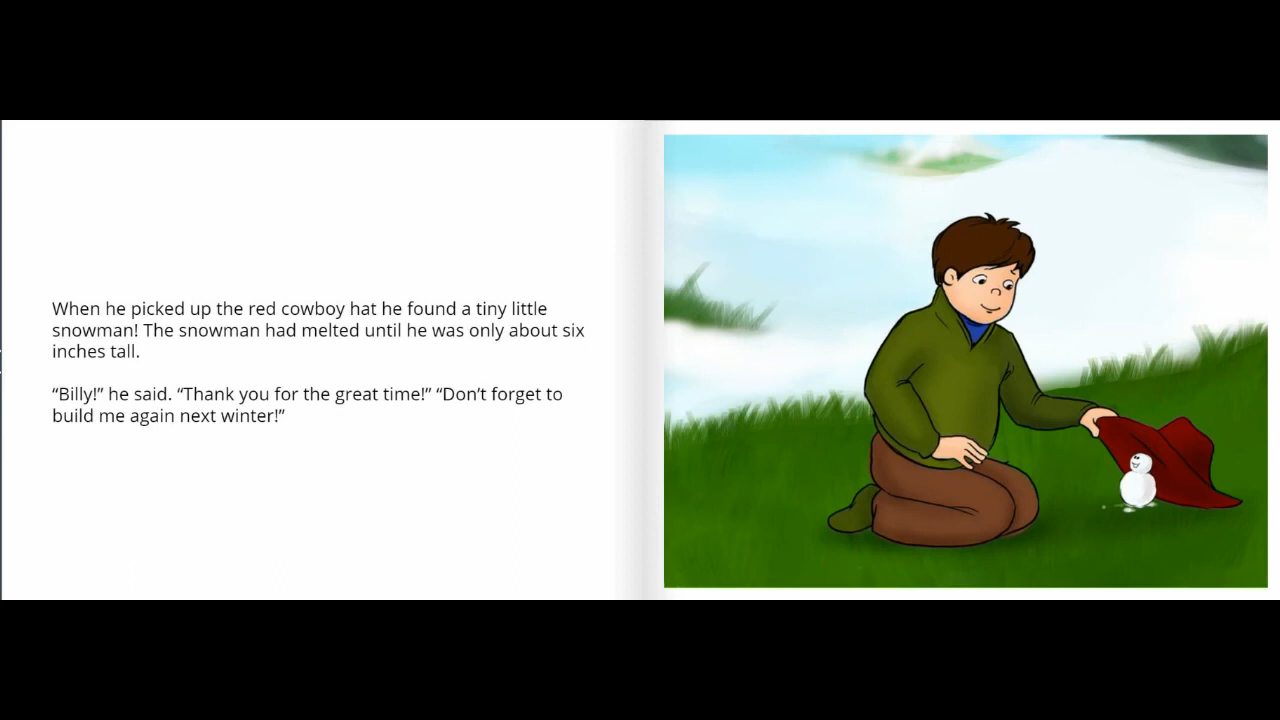 When he picked up the red cowboy hat he found a tiny little
snowman! The snowman had melted until he was only about six
inches tall.
“Billy!” he said. “Thank you for the great time!” “Don’t forget to
build me again next winter!”